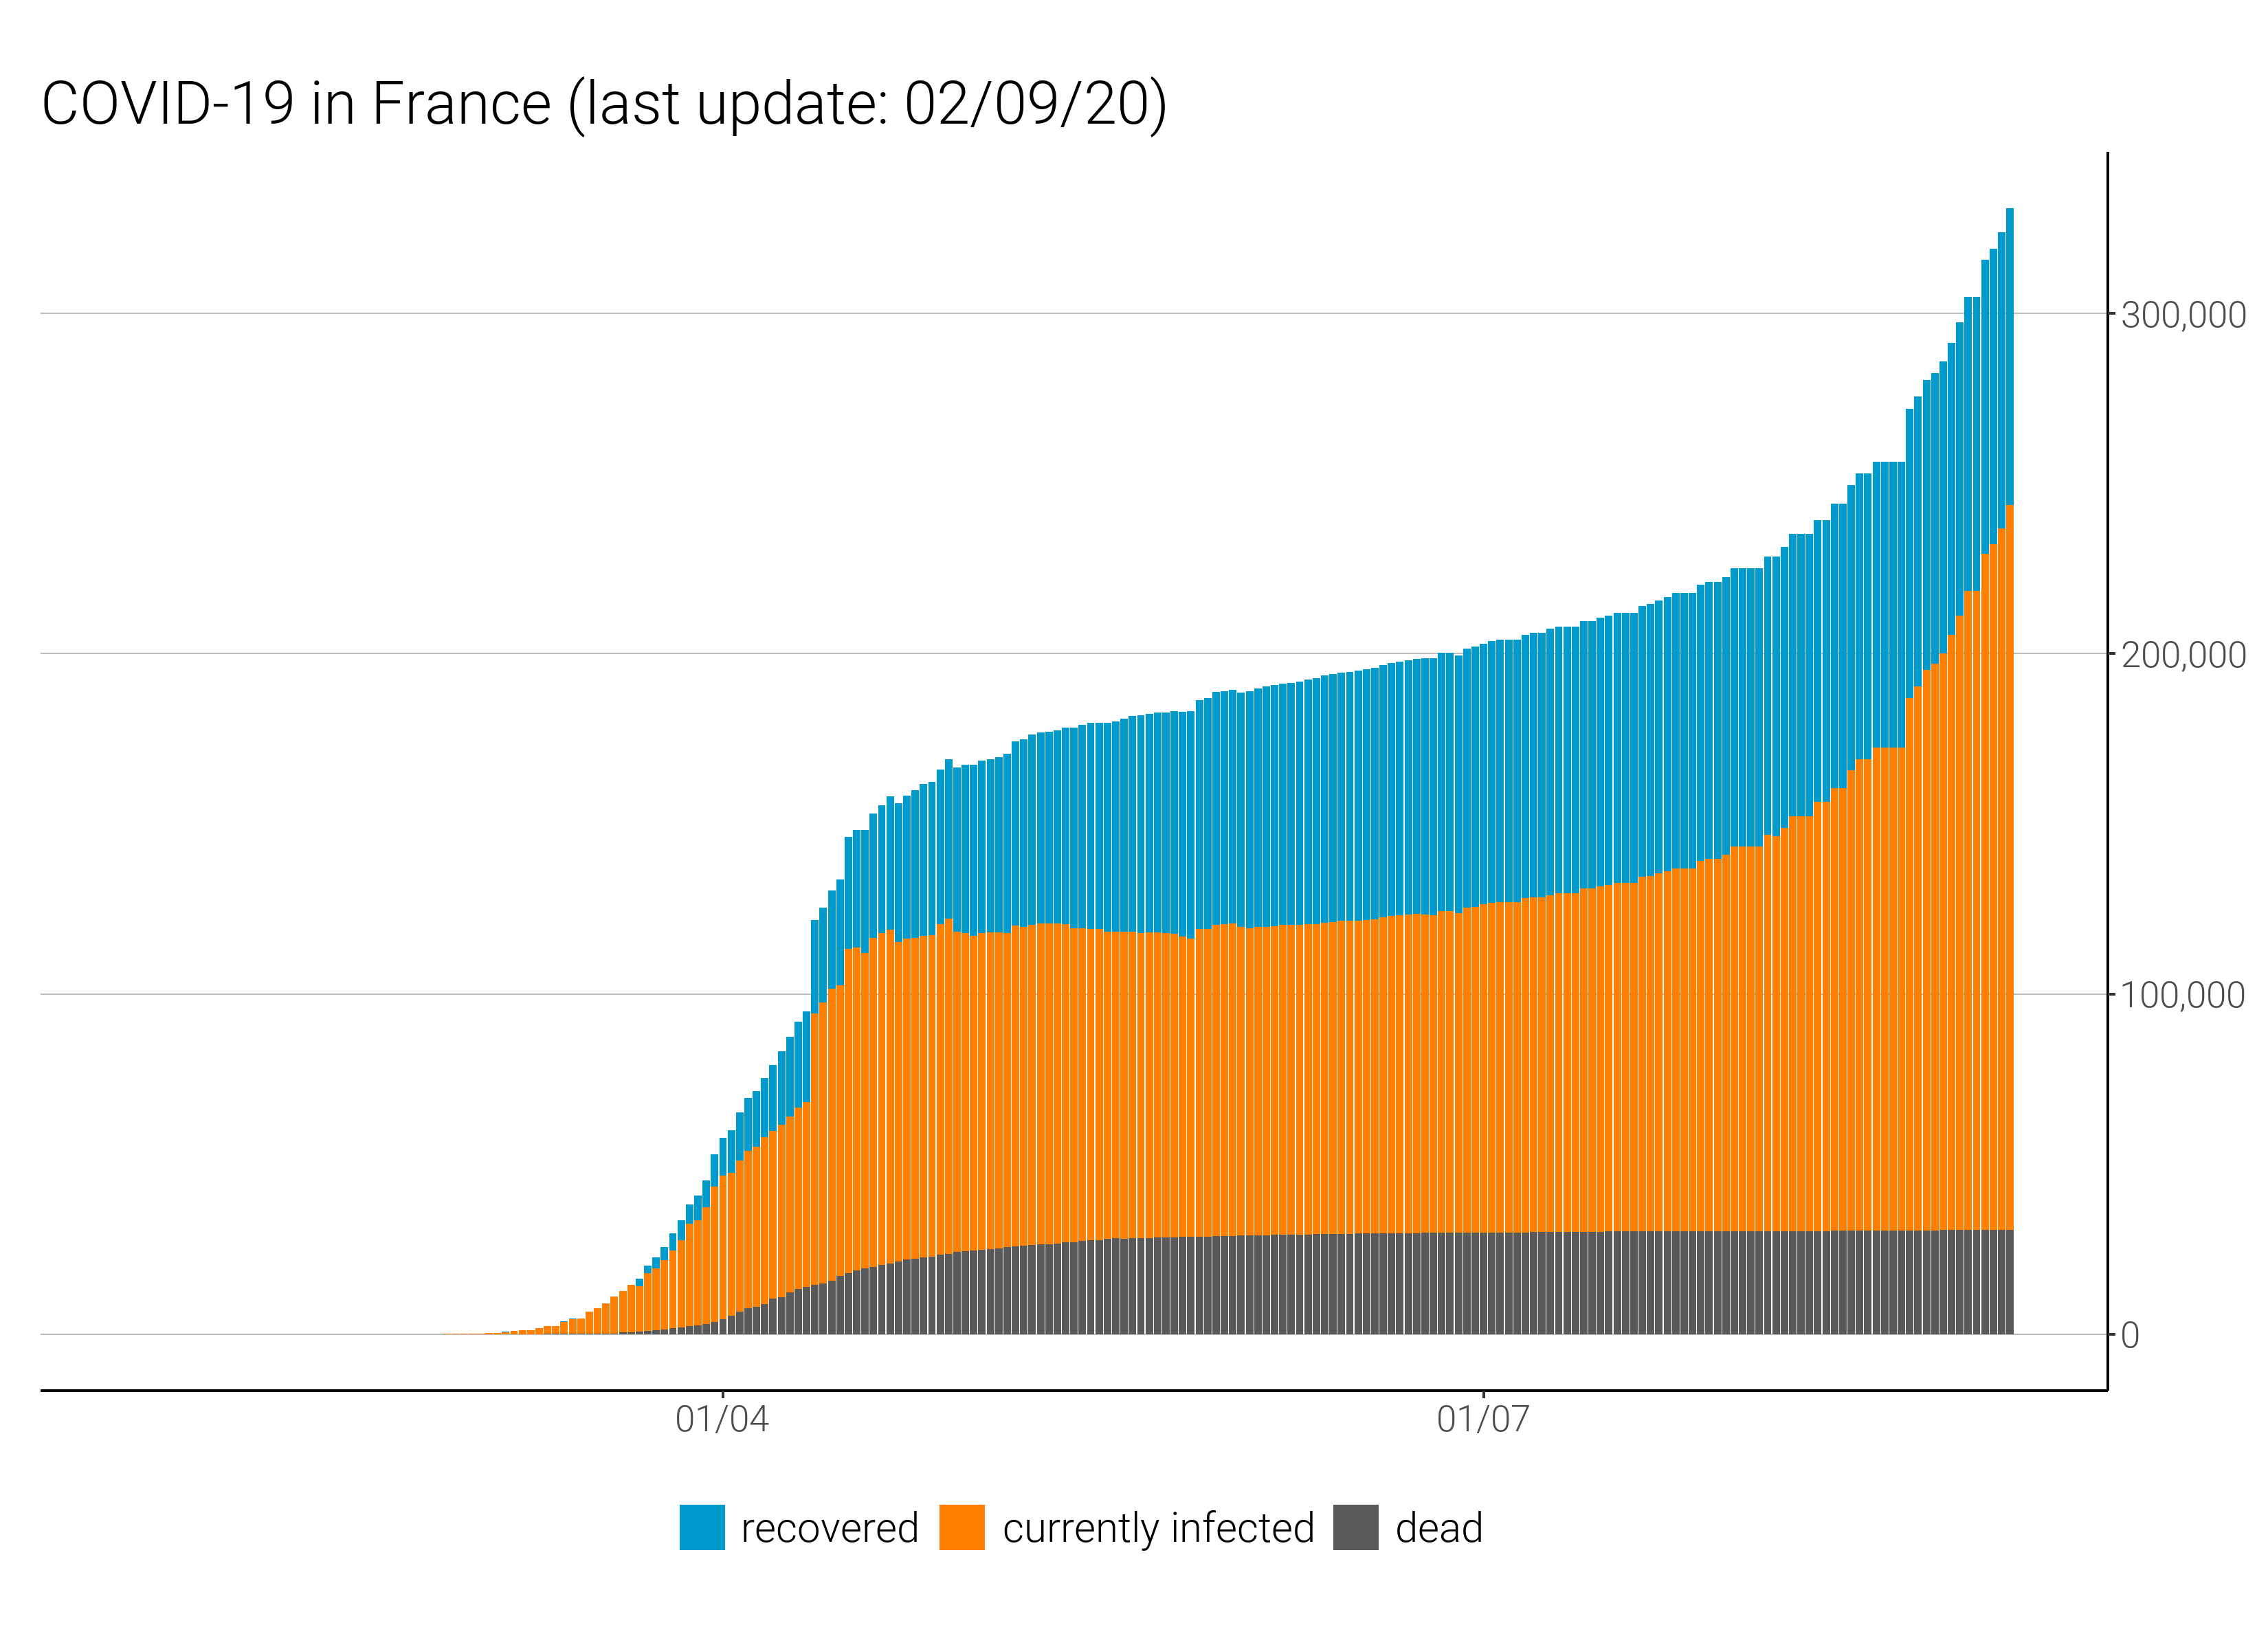 COVID-19 in France (last update: 02/09/20)
300,000
200,000
100,000
0
01/04 01/07
recovered currently infected dead